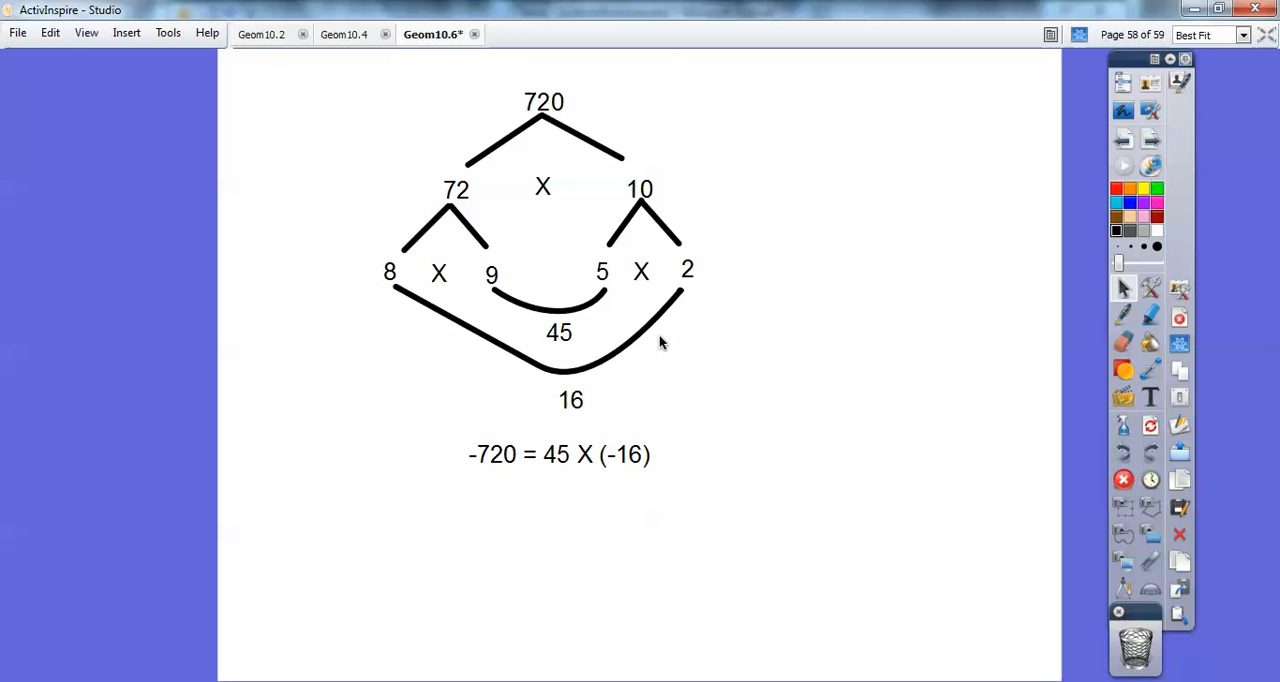 ActivInspire - Studio
File Edit View Insert Tools Help Geom10.2 Geom10.4 Geom10.6* Page 58 of 59 Best Fit
720
72 X 10
8 X 9 5 X 2
45
16
-720 = 45 X (-16)